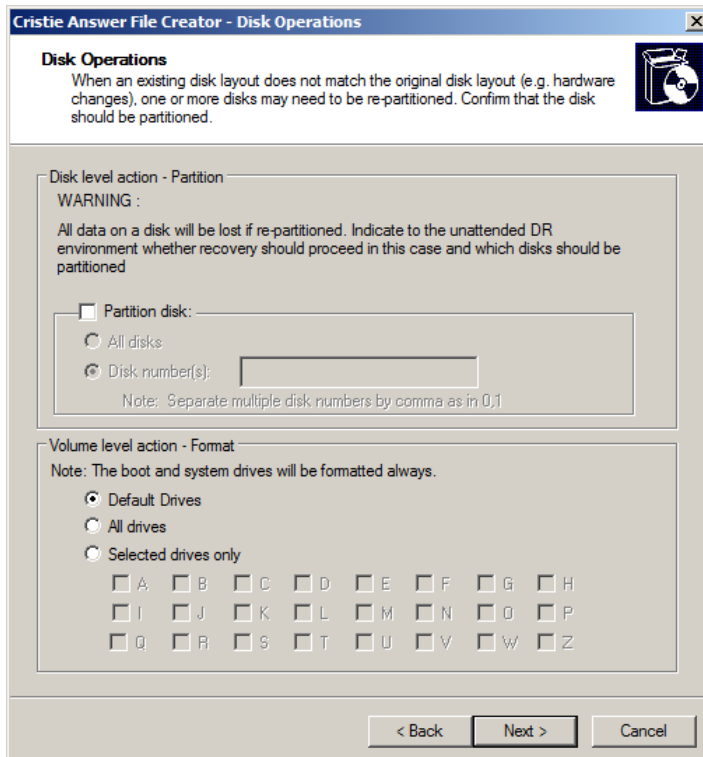 Cristie Answer File Creator - Disk Operations
Disk Operations
When an existing disk layout does not match the original disk layout (e.g. hardware
changes), one or more disks may need to be re-partitioned. Confirm that the disk
should be partitioned.
Disk level action - Partition
WARNING :
All data on a disk will be lost if re-partitioned. Indicate to the unattended DR
environment whether recovery should proceed in this case and which disks should be
partitioned
Partition disk:
All disks
Disk number(s):
Note: Separate multiple disk numbers by comma as in 0,1
Volume level action - Format
Note: The boot and system drives will be formatted always.
Default Drives
All drives
Selected drives only
A B C D E F G H
I J K L M N O P
Q R S T U V W Z
< Back Next > Cancel